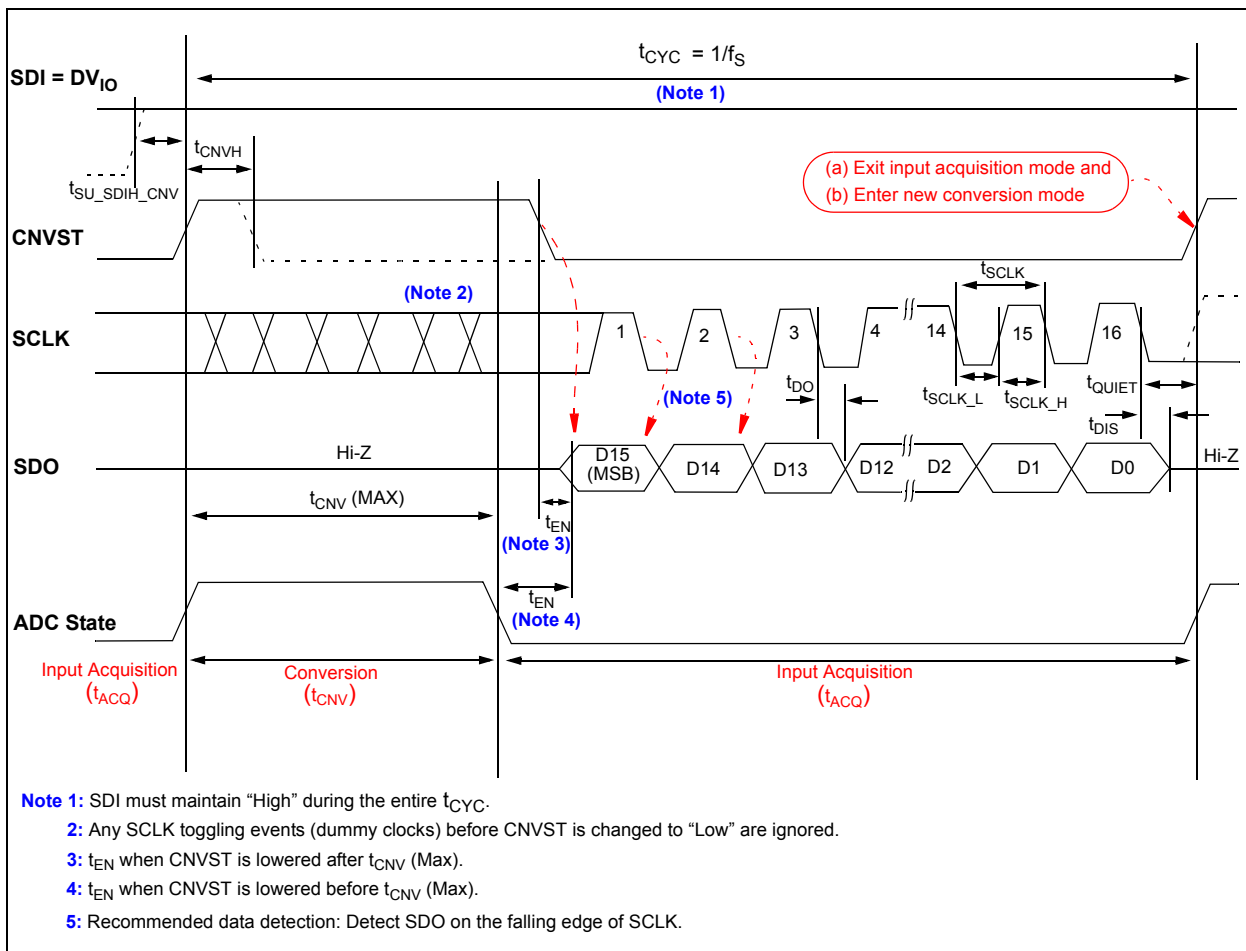 tCYC = 1/fS
SDI = DVIO
(Note 1)
tCNVH
(a) Exit input acquisition mode and
(b) Enter new conversion mode
tSU_SDIH_CNV
CNVST
tSCLK
(Note 2)
SCLK
1 2 3 4 14 15 16
tDO
tSCLK_L
tSCLK_H
tQUIET
(Note 5)
tDIS
SDO
Hi-Z
D15
(MSB)
D14 D13 D12 D2 D1 D0
Hi-Z
tCNV (MAX)
tEN
(Note 3)
tEN
(Note 4)
ADC State
Input Acquisition
(tACQ)
Conversion
(tCNV)
Input Acquisition
(tACQ)
Note 1: SDI must maintain “High” during the entire tCYC.
2: Any SCLK toggling events (dummy clocks) before CNVST is changed to “Low” are ignored.
3: tEN when CNVST is lowered after tCNV (Max).
4: tEN when CNVST is lowered before tCNV (Max).
5: Recommended data detection: Detect SDO on the falling edge of SCLK.